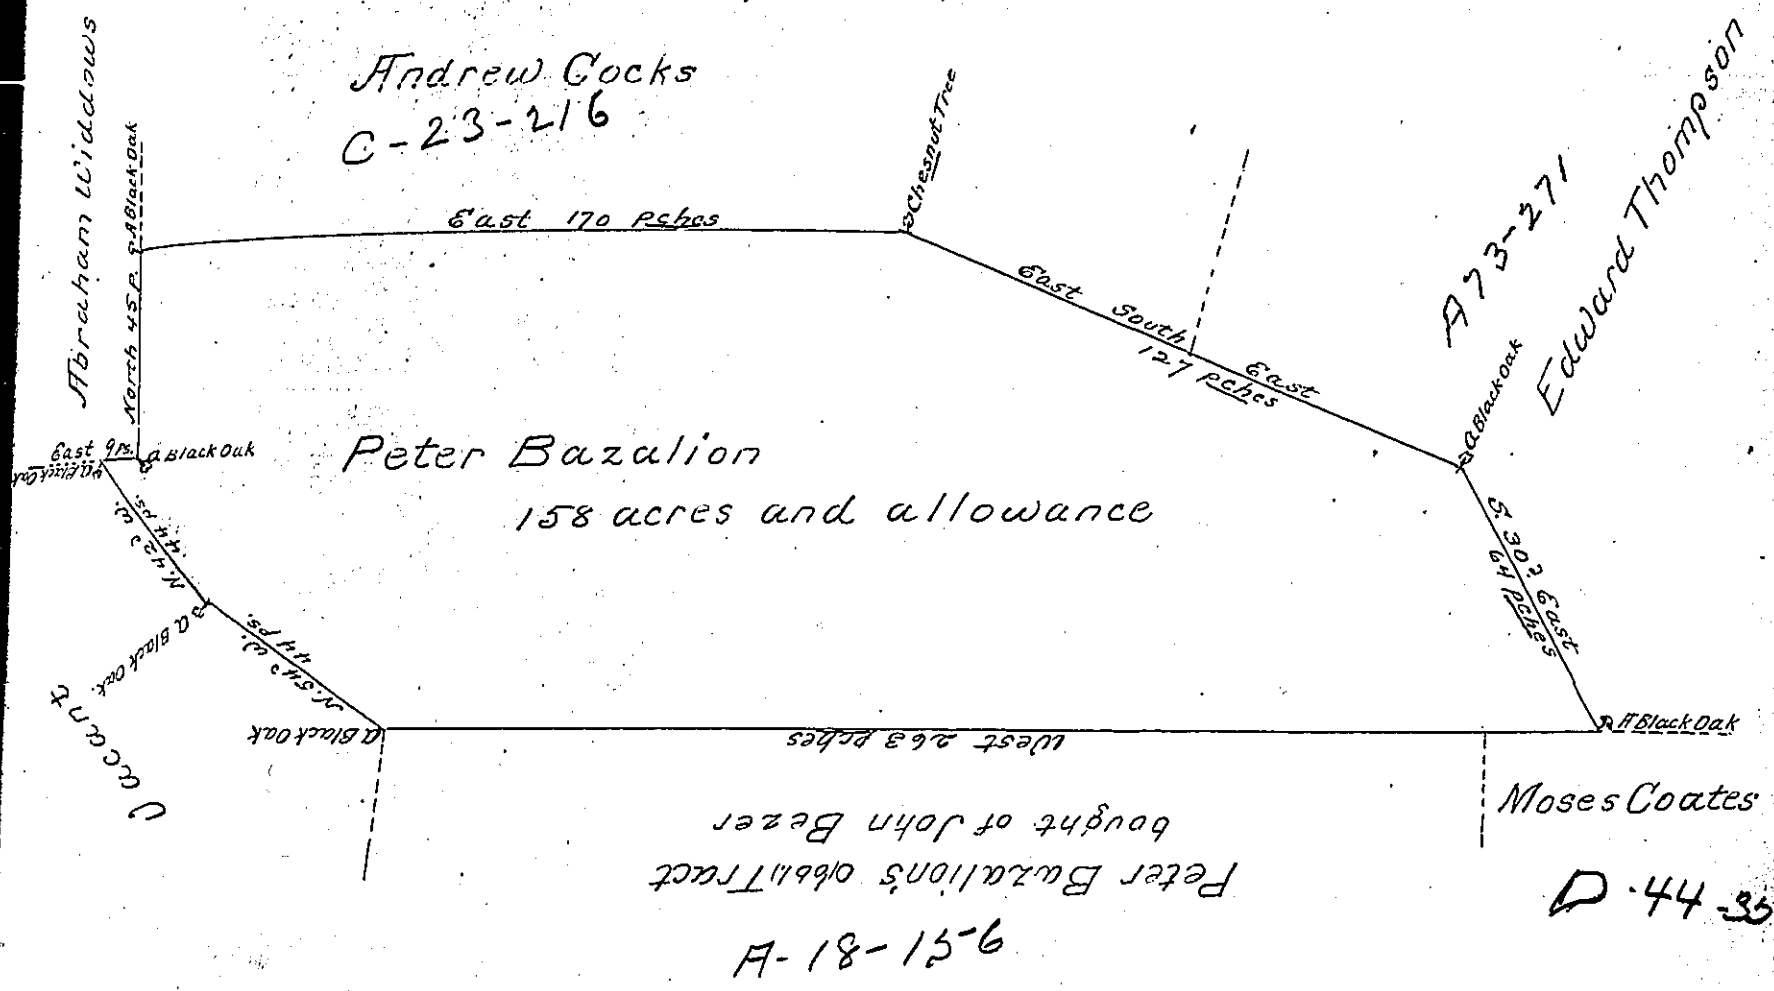 Abraham Widdows
Andrew Cocks
C-23-216
Chesnut Tree
A 73-271
Edward Thompson
A Black Oak
North 45 P.
East 170 pches
East South East
127 pches
a Black Oak
East 9 Ps.
a Black Oak
a Black Oak
Peter Bazalion
158 acres and allowance
N. 42° W.
44 ps.
a Black Oak.
N. 54° W.
44 ps.
S. 30° East
64 pches
Vacant
a Black Oak
West 263 pches
A Black Oak
Moses Coates
Peter Bazalion's Tract
bought of John Bezer
D.44-35
A-18-156